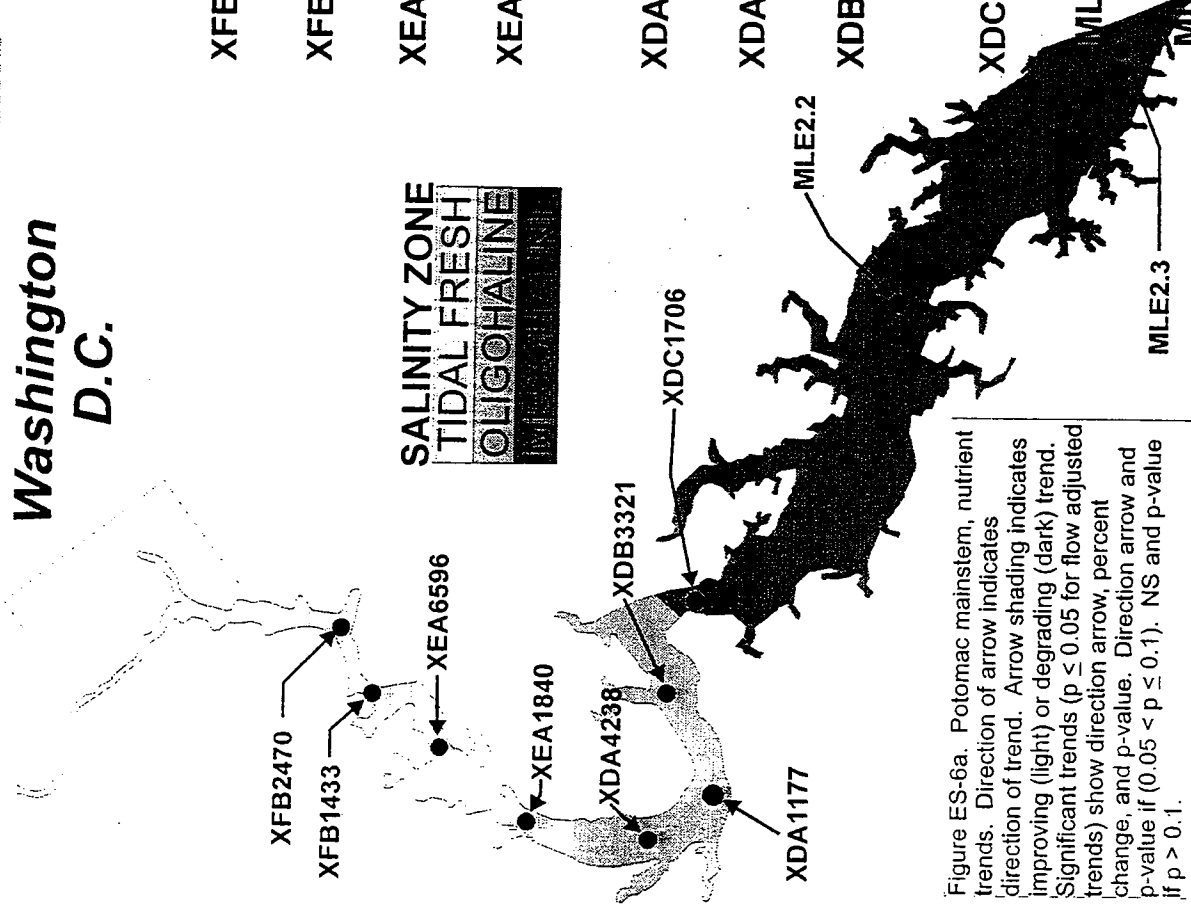 Washington
D.C.
XFB
XFB
XEA
XEA
XDA
XDA
XDB
XDC
SALINITY ZONE
TIDAL FRESH
OLIGOHALINE
XFB2470
XFB1433
XEA6596
XEA1840
XDA4238
XDA1177
XDB3321
XDC1706
MLE2.2
MLE2.3
Figure ES-6a. Potomac mainstem, nutrient
trends. Direction of arrow indicates
direction of trend. Arrow shading indicates
improving (light) or degrading (dark) trend.
Significant trends (p ≤ 0.05 for flow adjusted
trends) show direction arrow, percent
change, and p-value. Direction arrow and
p-value if (0.05 < p ≤ 0.1). NS and p-value
if p > 0.1.